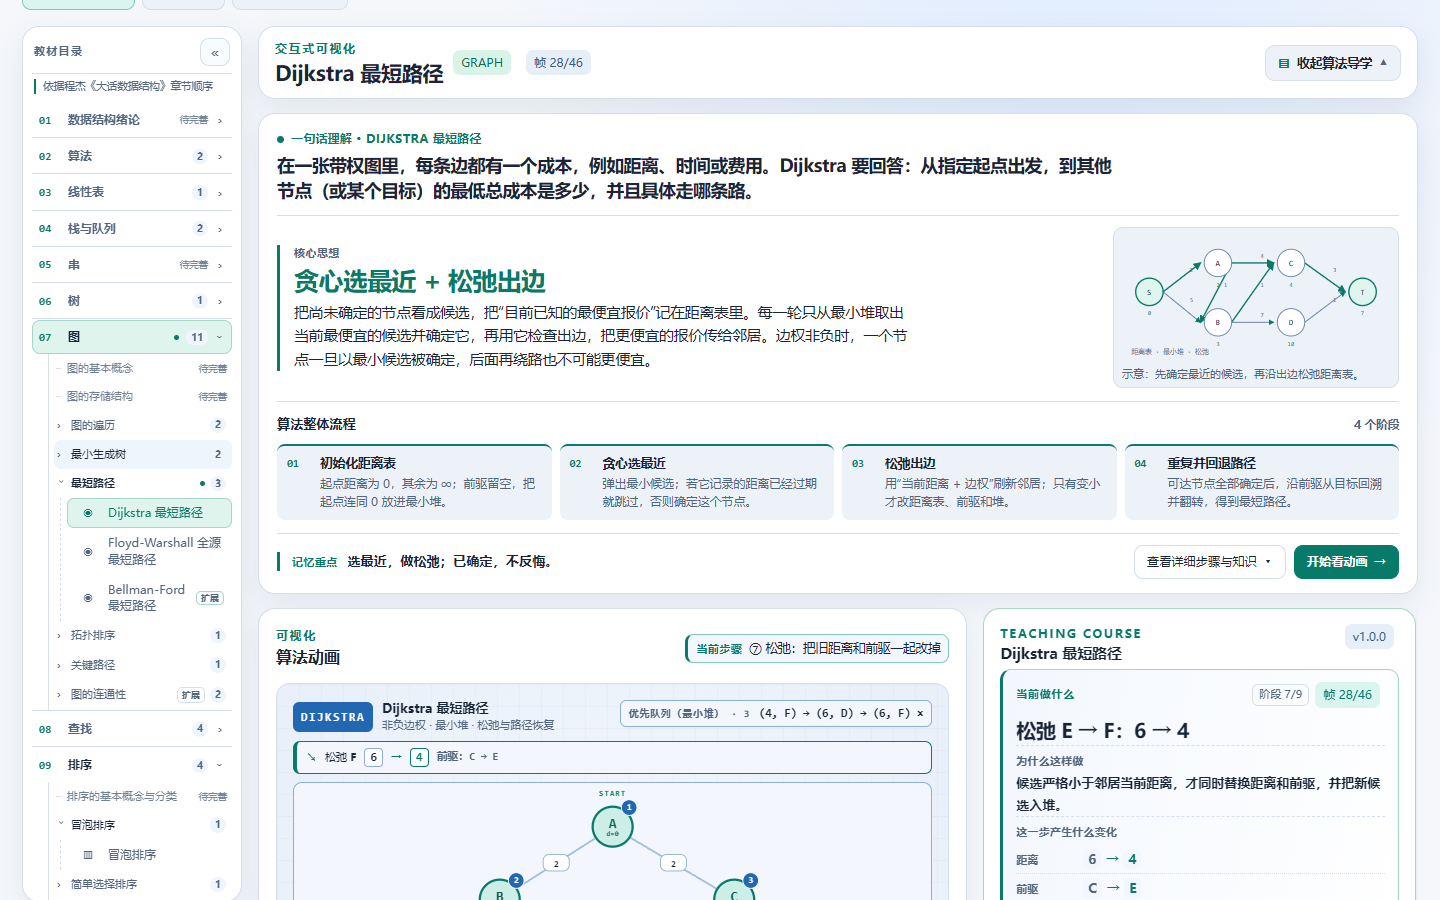 教材目录
«
依据程杰《大话数据结构》章节顺序
01 数据结构绪论 待完善 ›
02 算法 2 ›
03 线性表 1 ›
04 栈与队列 2 ›
05 串 待完善 ›
06 树 1 ›
07 图 11
图的基本概念 待完善
图的存储结构 待完善
› 图的遍历 2
› 最小生成树 2
最短路径 3
Dijkstra 最短路径
Floyd-Warshall 全源
最短路径
Bellman-Ford
最短路径 扩展
› 拓扑排序 1
› 关键路径 1
› 图的连通性 扩展 2
08 查找 4 ›
09 排序 4
排序的基本概念与分类 待完善
冒泡排序 1
冒泡排序
› 简单选择排序 1
交互式可视化
Dijkstra 最短路径 GRAPH 帧 28/46
收起算法导学 ▲
一句话理解 • DIJKSTRA 最短路径
在一张带权图里，每条边都有一个成本，例如距离、时间或费用。Dijkstra 要回答：从指定起点出发，到其他
节点（或某个目标）的最低总成本是多少，并且具体走哪条路。
核心思想
贪心选最近 + 松弛出边
把尚未确定的节点看成候选，把“目前已知的最便宜报价”记在距离表里。每一轮只从最小堆取出
当前最便宜的候选并确定它，再用它检查出边，把更便宜的报价传给邻居。边权非负时，一个节
点一旦以最小候选被确定，后面再绕路也不可能更便宜。
A 4 C
3
S 5 2 1 1 4 T
0 7 7
B D
3 10
距离表 · 最小堆 · 松弛
示意：先确定最近的候选，再沿出边松弛距离表。
算法整体流程 4 个阶段
01 初始化距离表
起点距离为 0，其余为 ∞；前驱留空，把
起点连同 0 放进最小堆。
02 贪心选最近
弹出最小候选；若它记录的距离已经过期
就跳过，否则确定这个节点。
03 松弛出边
用“当前距离 + 边权”刷新邻居；只有变小
才改距离表、前驱和堆。
04 重复并回退路径
可达节点全部确定后，沿前驱从目标回溯
并翻转，得到最短路径。
记忆重点 选最近，做松弛；已确定，不反悔。
查看详细步骤与知识 ▾
开始看动画 →
可视化
算法动画
当前步骤 ⑦ 松弛：把旧距离和前驱一起改掉
DIJKSTRA
Dijkstra 最短路径
非负边权 · 最小堆 · 松弛与路径恢复
优先队列（最小堆） · 3 (4, F) → (6, D) → (6, F) ×
↘ 松弛 F 6 → 4 前驱：C → E
START
1
A
d=0
2 2
2 3
B C
TEACHING COURSE
Dijkstra 最短路径
v1.0.0
当前做什么 阶段 7/9 帧 28/46
松弛 E → F：6 → 4
为什么这样做
候选严格小于邻居当前距离，才同时替换距离和前驱，并把新候
选入堆。
这一步产生什么变化
距离 6 → 4
前驱 C → E